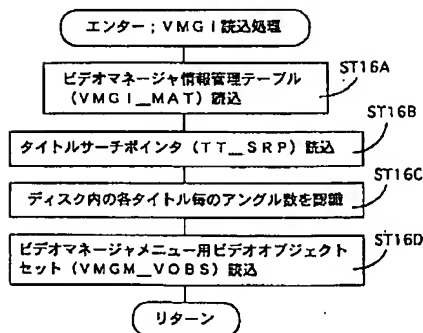 エンター；VMGI読込処理
ST16A
ビデオマネージャ情報管理テーブル
（VMGI__MAT）読込
ST16B
タイトルサーチポインタ（TT__SRP）読込
ST16C
ディスク内の各タイトル毎のアングル数を認識
ST16D
ビデオマネージャメニュー用ビデオオブジェクト
セット（VMGM__VOBS）読込
リターン